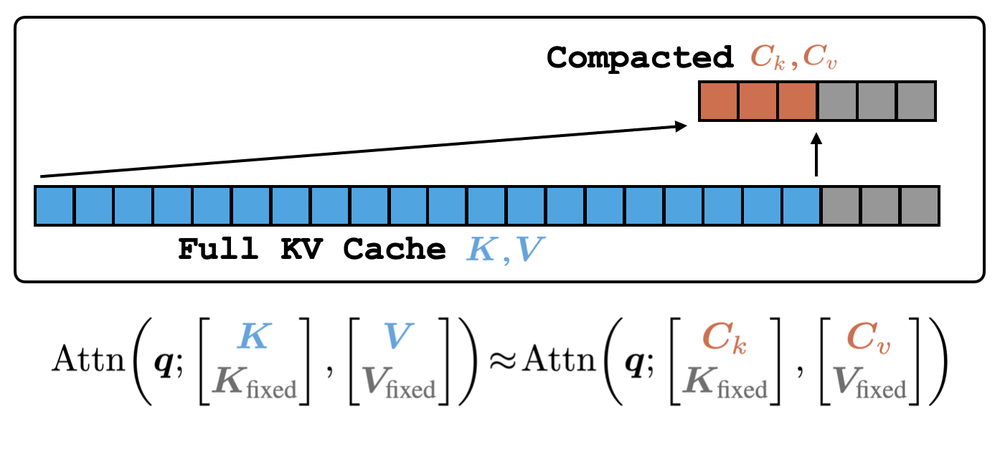 Compacted C_k, C_v
Full KV Cache K, V
Attn(q; [K K_fixed], [V V_fixed]) ≈ Attn(q; [C_k K_fixed], [C_v V_fixed])